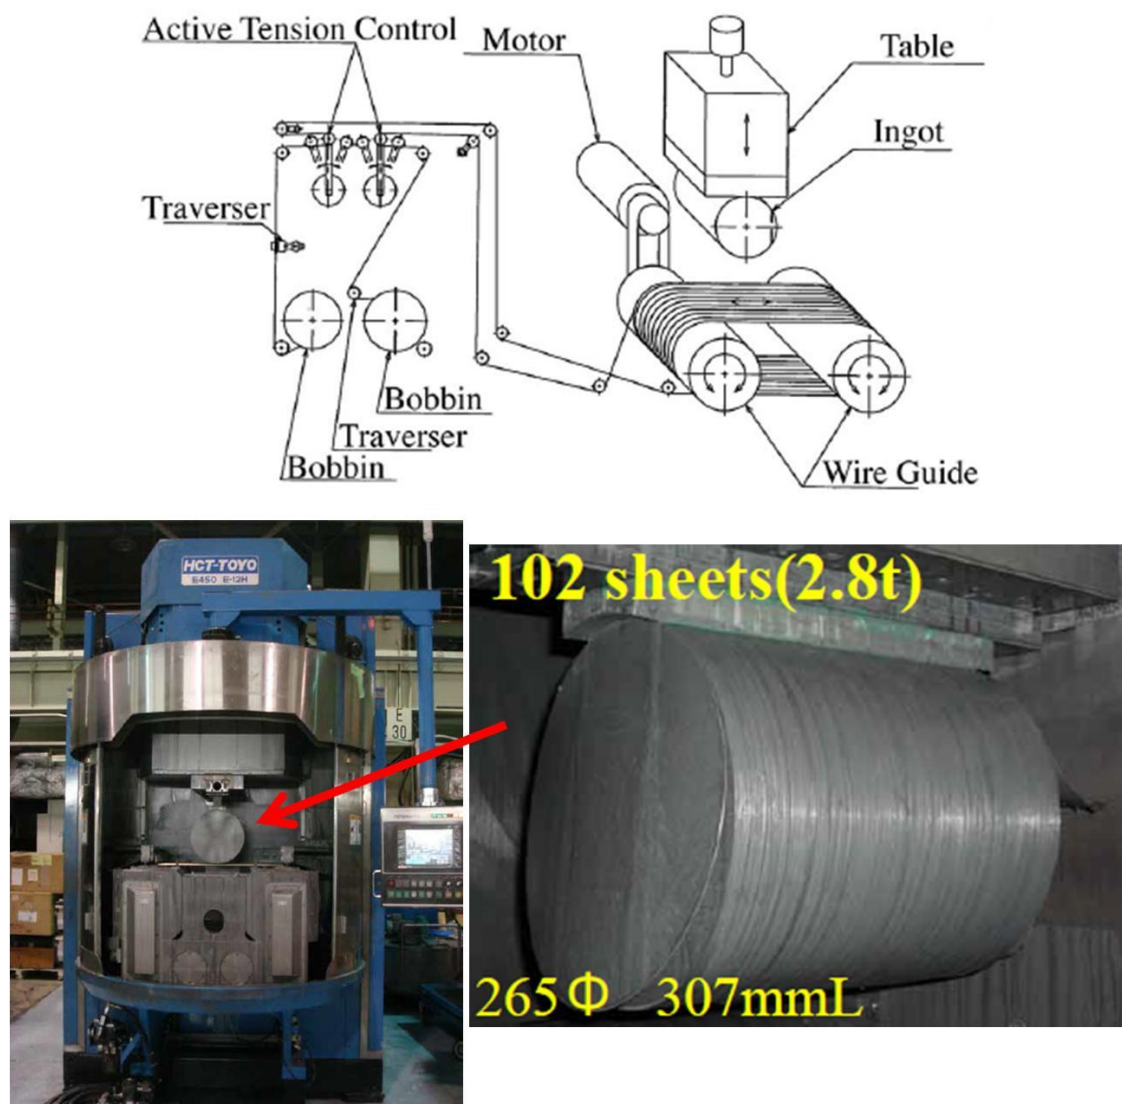 Active Tension Control
Motor
Table
Ingot
Traverser
Bobbin
Traverser
Bobbin
Wire Guide
HCT-TOYO
E450 E-12H
E
30
102 sheets(2.8t)
265Φ 307mmL